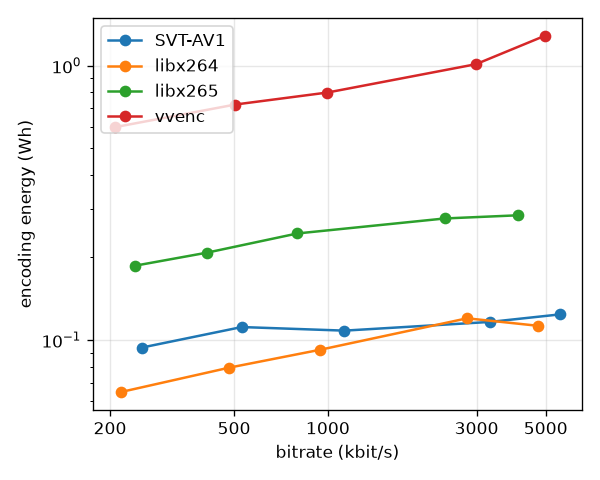 SVT-AV1
libx264
libx265
vvenc
10⁰
10⁻¹
encoding energy (Wh)
200 500 1000 3000 5000
bitrate (kbit/s)